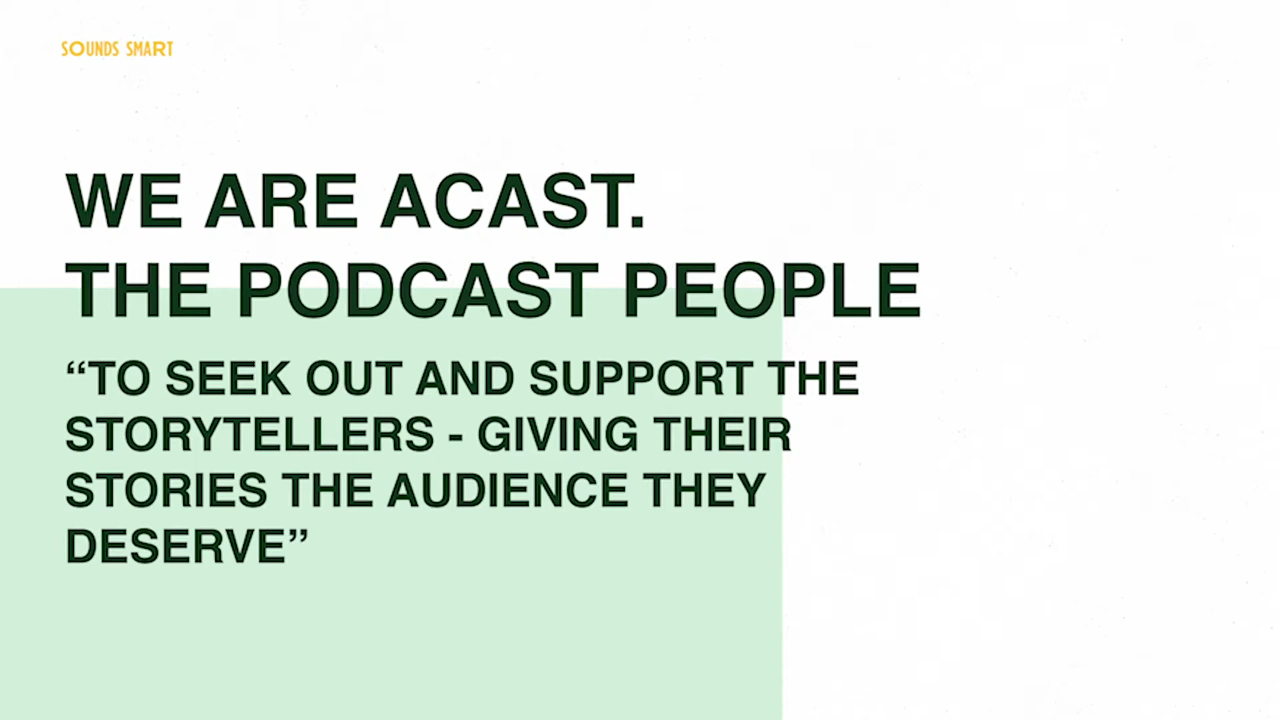 SOUNDS SMART
WE ARE ACAST.
THE PODCAST PEOPLE
“TO SEEK OUT AND SUPPORT THE
STORYTELLERS - GIVING THEIR
STORIES THE AUDIENCE THEY
DESERVE”